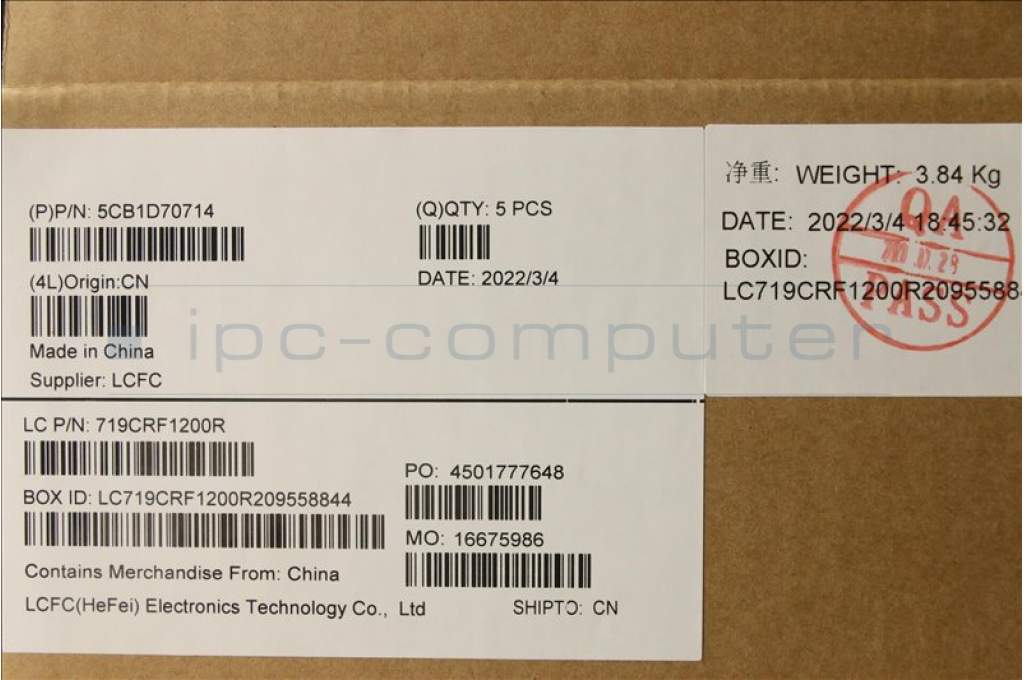 (P)P/N: 5CB1D70714
(Q)QTY: 5 PCS
(4L)Origin:CN
DATE: 2022/3/4
Made in China
Supplier: LCFC
LC P/N: 719CRF1200R
BOX ID: LC719CRF1200R209558844
PO: 4501777648
MO: 16675986
Contains Merchandise From: China
LCFC(HeFei) Electronics Technology Co., Ltd
SHIPTO: CN
净重: WEIGHT: 3.84 Kg
DATE: 2022/3/4 18:45:32
BOXID:
LC719CRF1200R20955884
QA
PASS
ipc-computer